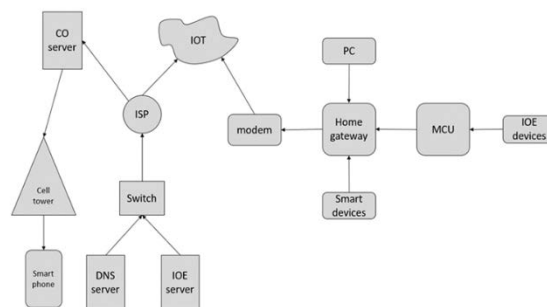 CO
server
IOT
PC
ISP
modem
Home
gateway
MCU
IOE
devices
Cell
tower
Switch
Smart
devices
Smart
phone
DNS
server
IOE
server